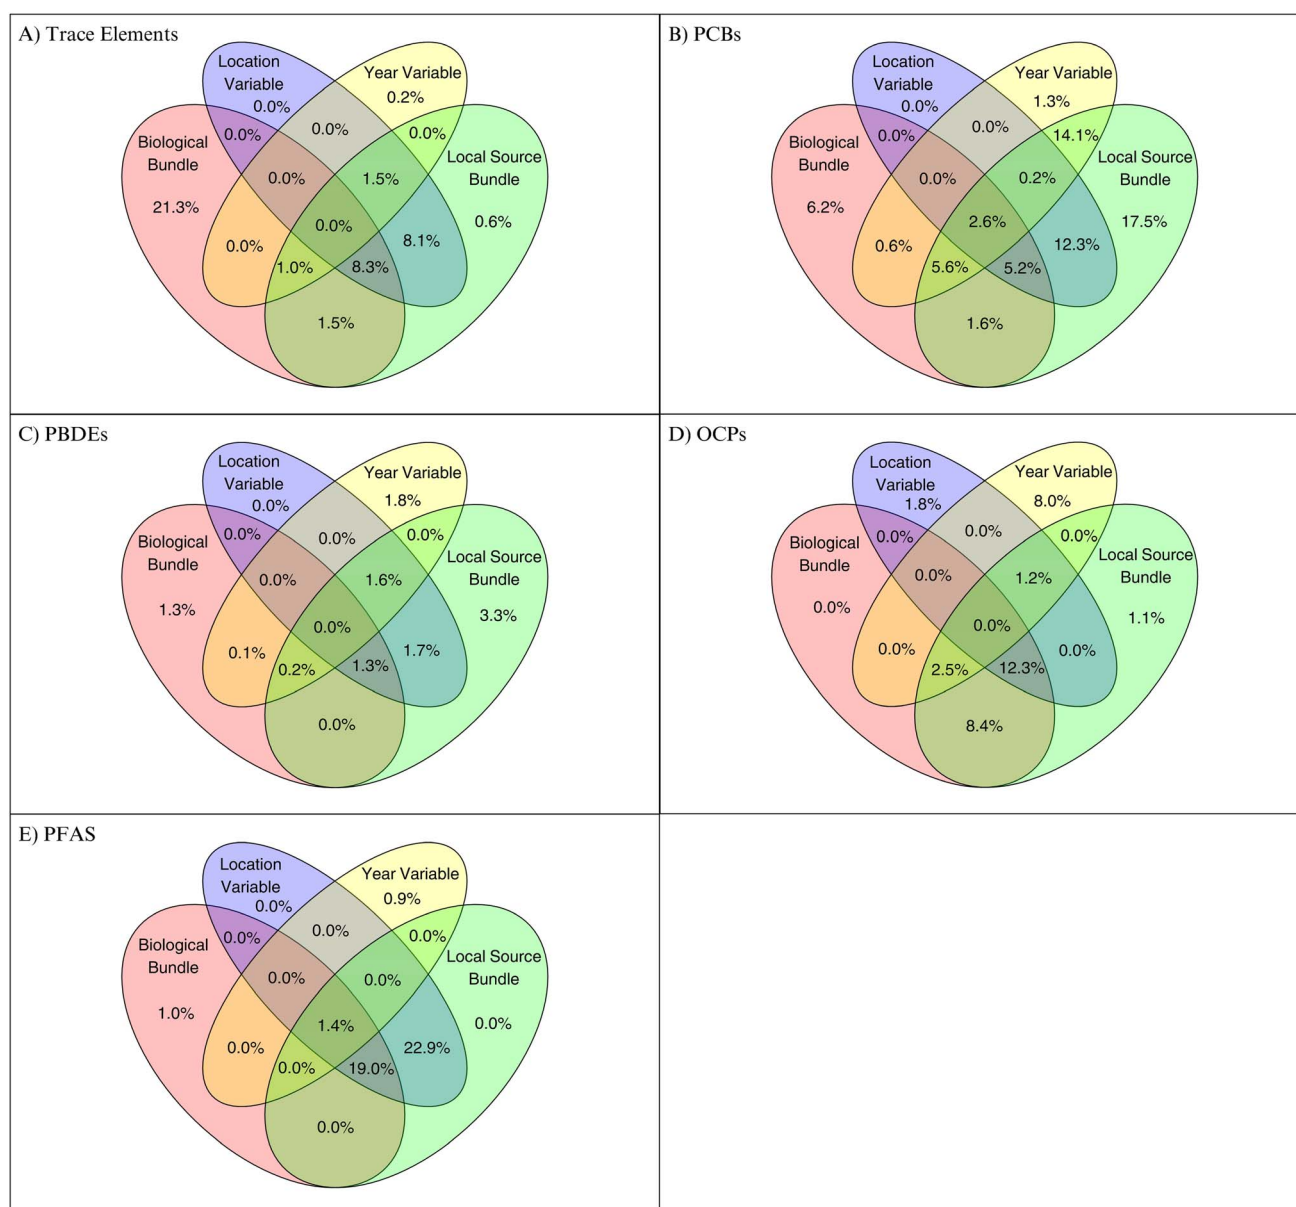 A) Trace Elements
Location
Variable
0.0%
Year Variable
0.2%
0.0%
0.0%
0.0%
Biological
Bundle
21.3%
Local Source
Bundle
0.6%
0.0%
1.5%
0.0%
0.0%
8.1%
1.0%
8.3%
1.5%
B) PCBs
Location
Variable
0.0%
Year Variable
1.3%
0.0%
0.0%
14.1%
Biological
Bundle
6.2%
Local Source
Bundle
17.5%
0.0%
0.2%
2.6%
0.6%
12.3%
5.6%
5.2%
1.6%
C) PBDEs
Location
Variable
0.0%
Year Variable
1.8%
0.0%
0.0%
0.0%
Biological
Bundle
1.3%
Local Source
Bundle
3.3%
0.0%
1.6%
0.0%
0.1%
1.7%
0.2%
1.3%
0.0%
D) OCPs
Location
Variable
1.8%
Year Variable
8.0%
0.0%
0.0%
0.0%
Biological
Bundle
0.0%
Local Source
Bundle
1.1%
0.0%
1.2%
0.0%
0.0%
0.0%
2.5%
12.3%
8.4%
E) PFAS
Location
Variable
0.0%
Year Variable
0.9%
0.0%
0.0%
0.0%
Biological
Bundle
1.0%
Local Source
Bundle
0.0%
0.0%
0.0%
1.4%
0.0%
22.9%
0.0%
19.0%
0.0%